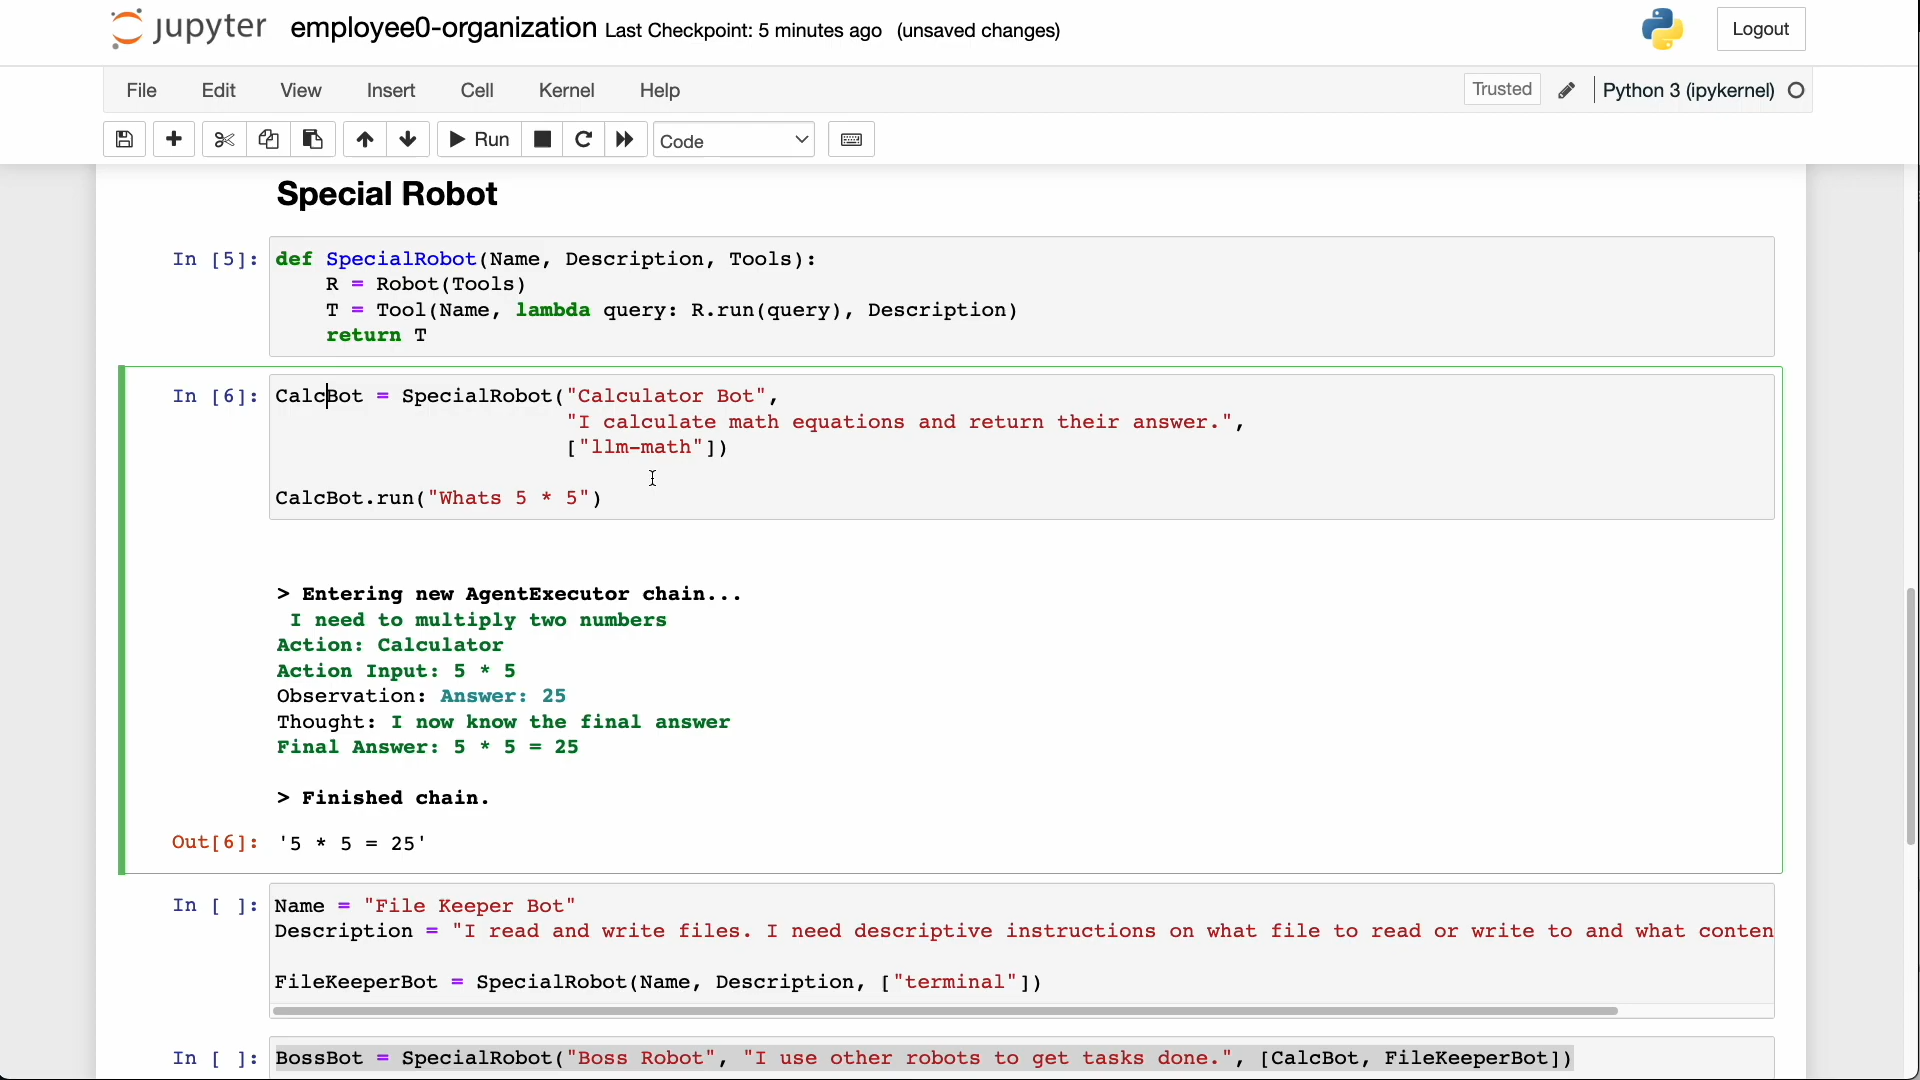 jupyter employee0-organization Last Checkpoint: 5 minutes ago (unsaved changes) Logout
File Edit View Insert Cell Kernel Help Trusted Python 3 (ipykernel)
Run Code
Special Robot
In [5]: def SpecialRobot(Name, Description, Tools):
    R = Robot(Tools)
    T = Tool(Name, lambda query: R.run(query), Description)
    return T
In [6]: CalcBot = SpecialRobot("Calculator Bot",
"I calculate math equations and return their answer.",
["llm-math"])
CalcBot.run("Whats 5 * 5")
> Entering new AgentExecutor chain...
I need to multiply two numbers
Action: Calculator
Action Input: 5 * 5
Observation: Answer: 25
Thought: I now know the final answer
Final Answer: 5 * 5 = 25
> Finished chain.
Out[6]: '5 * 5 = 25'
In [ ]: Name = "File Keeper Bot"
Description = "I read and write files. I need descriptive instructions on what file to read or write to and what conten
FileKeeperBot = SpecialRobot(Name, Description, ["terminal"])
In [ ]: BossBot = SpecialRobot("Boss Robot", "I use other robots to get tasks done.", [CalcBot, FileKeeperBot])